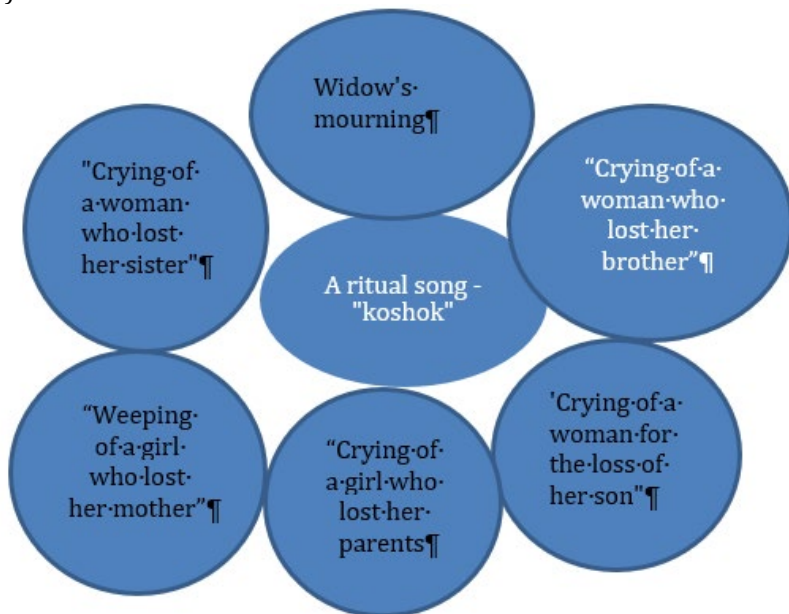 Widow's·
mourning¶
"Crying·of·
a·woman·
who·lost·
her·sister"¶
“Crying·of·a·
woman·who·
lost·her·
brother”¶
A ritual song -
"koshok"
“Weeping·
of·a·girl·
who·lost·
her·mother”¶
“Crying·of·
a·girl·who·
lost·her·
parents¶
'Crying·of·a·
woman·for·
the·loss·of·
her·son"¶